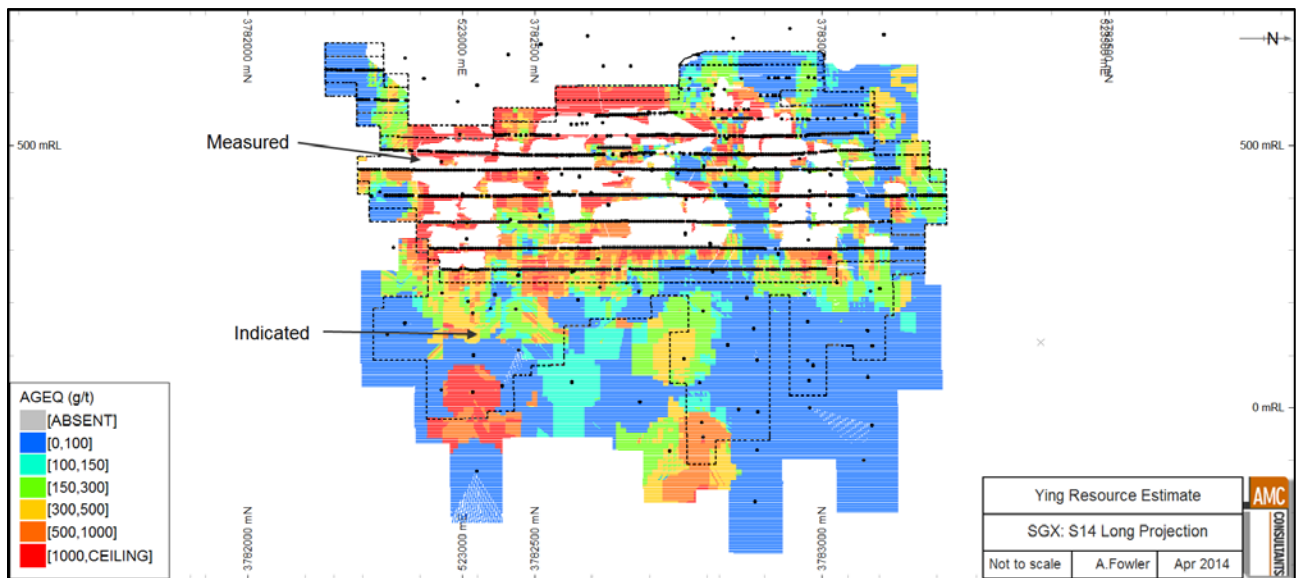 3782000 mN
523000 mE
3782500 mN
3783000 mN
N
Measured
500 mRL
500 mRL
Indicated
0 mRL
AGEQ (g/t)
[ABSENT]
[0,100]
[100,150]
[150,300]
[300,500]
[500,1000]
[1000,CEILING]
3782000 mN
523000 mE
3782500 mN
3783000 mN
Ying Resource Estimate
SGX: S14 Long Projection
Not to scale
A.Fowler
Apr 2014
AMC
CONSULTANTS